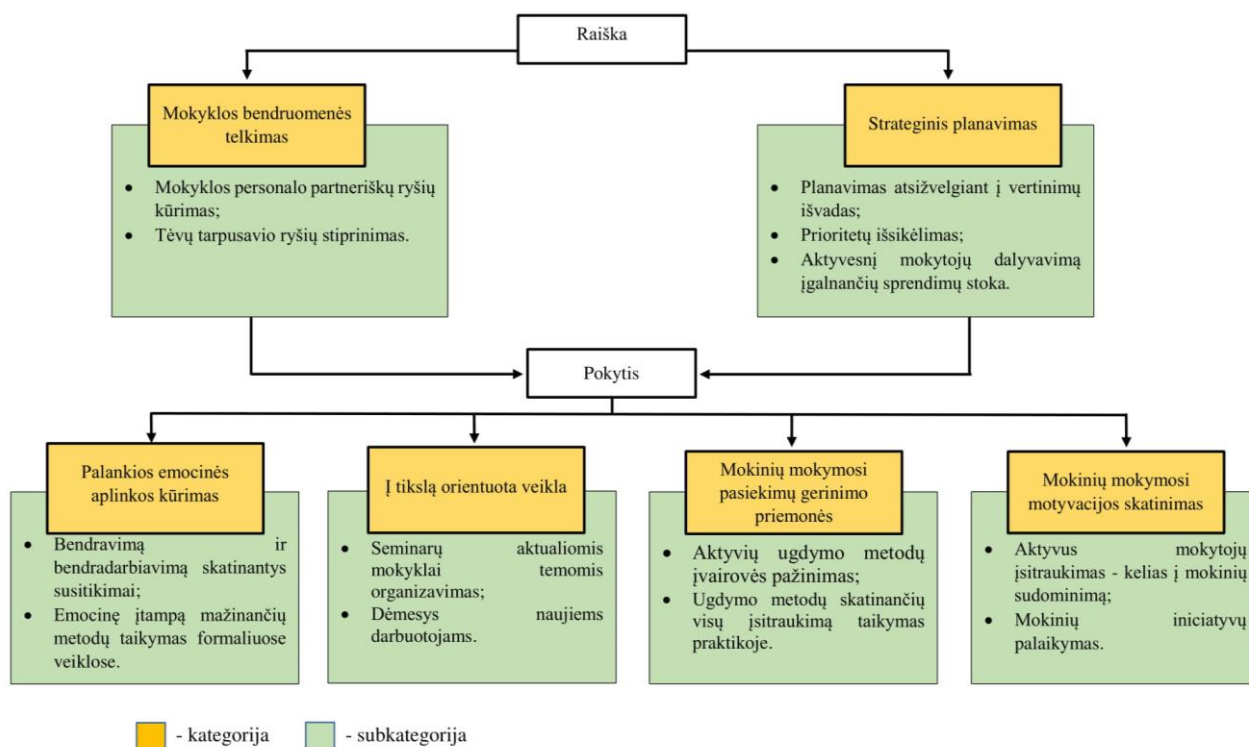 Raiška
Mokyklos bendruomenės
telkimas
• Mokyklos personalo partneriškų ryšių
kūrimas;
• Tėvų tarpusavio ryšių stiprinimas.
Strateginis planavimas
• Planavimas atsižvelgiant į vertinimų
išvadas;
• Prioritetų išsikėlimas;
• Aktyvesnį mokytojų dalyvavimą
įgalnančių sprendimų stoka.
Pokytis
Palankios emocinės
aplinkos kūrimas
• Bendravimą ir
bendradarbiavimą skatinantys
susitikimai;
• Emocinę įtampą mažinančių
metodų taikymas formaliuose
veiklose.
Į tikslą orientuota veikla
• Seminarų aktualiomis
mokyklai temomis
organizavimas;
• Dėmesys naujiems
darbuotojams.
Mokinių mokymosi
pasiekimų gerinimo
priemonės
• Aktyvių ugdymo metodų
įvairovės pažinimas;
• Ugdymo metodų skatinančių
visų įsitraukimą taikymas
praktikoje.
Mokinių mokymosi
motyvacijos skatinimas
• Aktyvus mokytojų
įsitraukimas - kelias į mokinių
sudominimą;
• Mokinių iniciatyvų
palaikymas.
- kategorija
- subkategorija